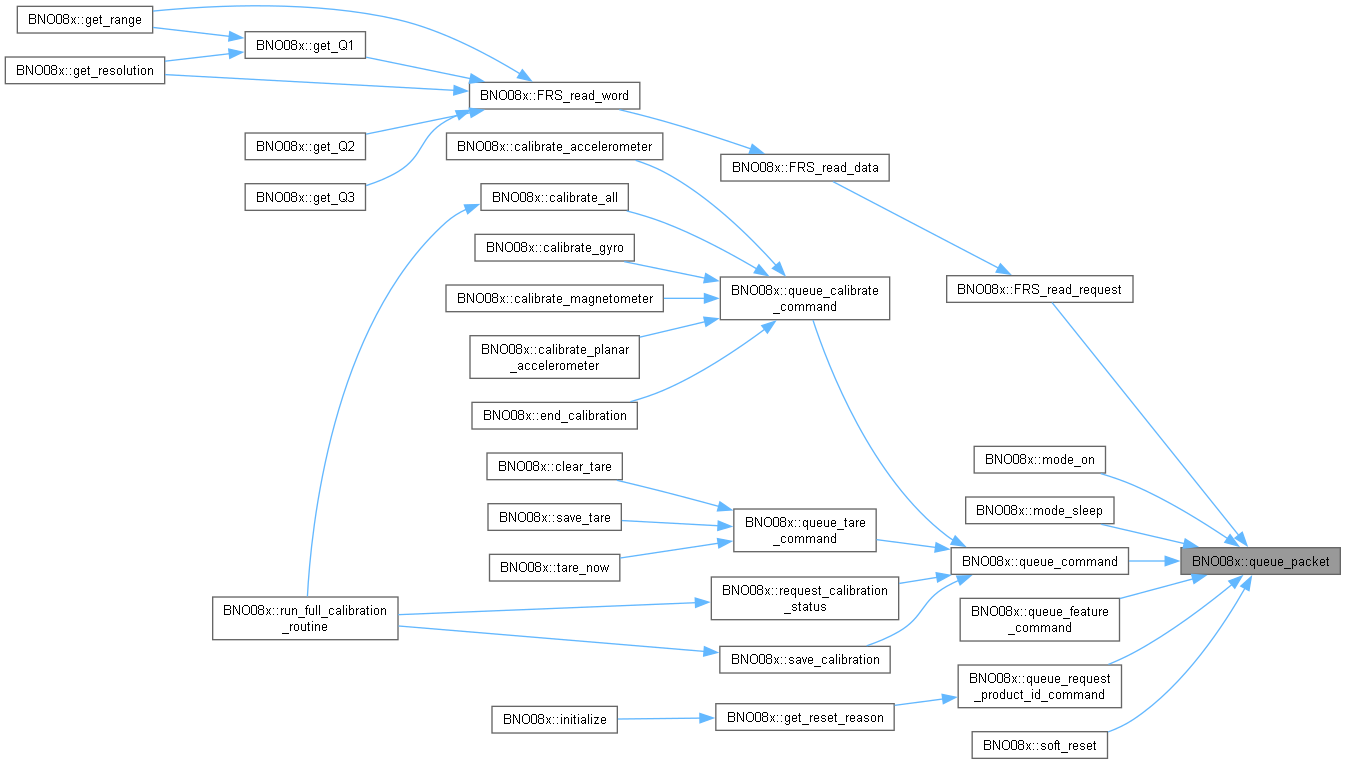 BNO08x::get_range
BNO08x::get_Q1
BNO08x::get_resolution
BNO08x::FRS_read_word
BNO08x::get_Q2
BNO08x::calibrate_accelerometer
BNO08x::FRS_read_data
BNO08x::get_Q3
BNO08x::calibrate_all
BNO08x::calibrate_gyro
BNO08x::queue_calibrate
_command
BNO08x::FRS_read_request
BNO08x::calibrate_magnetometer
BNO08x::calibrate_planar
_accelerometer
BNO08x::end_calibration
BNO08x::clear_tare
BNO08x::mode_on
BNO08x::save_tare
BNO08x::queue_tare
_command
BNO08x::mode_sleep
BNO08x::tare_now
BNO08x::queue_command
BNO08x::queue_packet
BNO08x::run_full_calibration
_routine
BNO08x::request_calibration
_status
BNO08x::queue_feature
_command
BNO08x::save_calibration
BNO08x::queue_request
_product_id_command
BNO08x::initialize
BNO08x::get_reset_reason
BNO08x::soft_reset